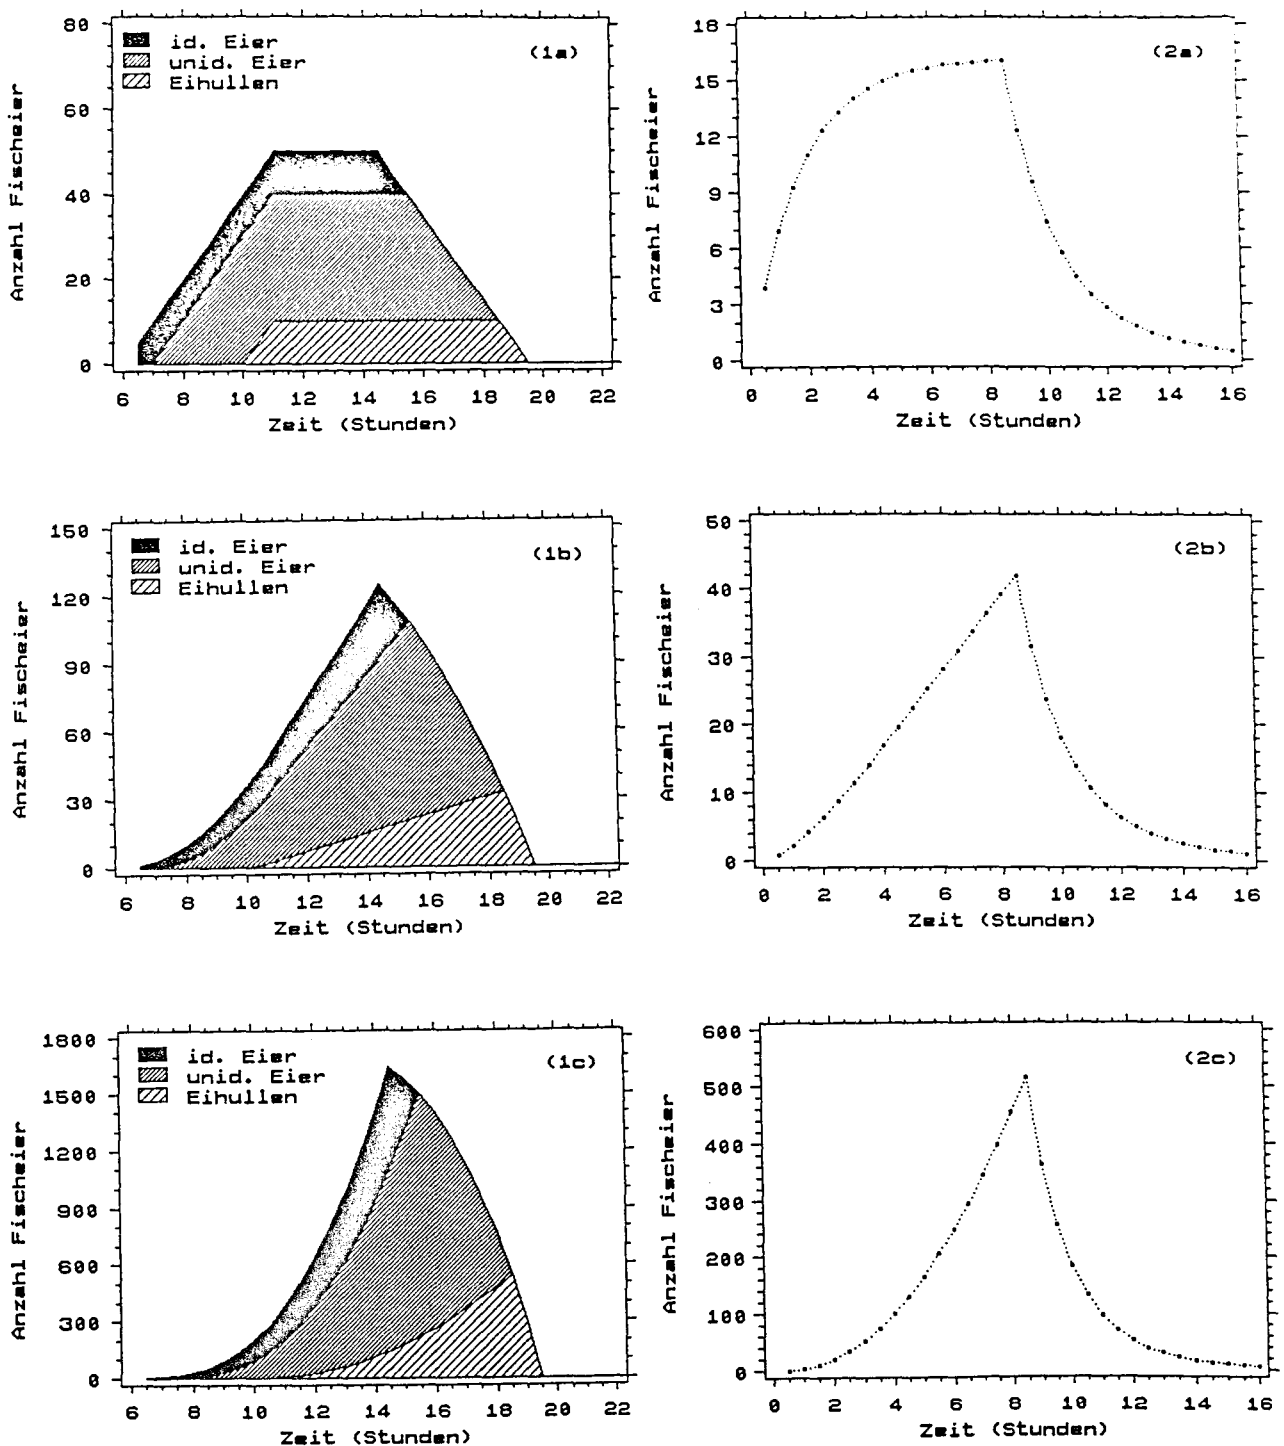 80
60
40
20
0
Anzahl Fischeier
id. Eier
unid. Eier
Eihullen
(1a)
6 8 10 12 14 16 18 20 22
Zeit (Stunden)
18
15
12
9
6
3
0
Anzahl Fischeier
(2a)
0 2 4 6 8 10 12 14 16
Zeit (Stunden)
150
120
90
60
30
0
Anzahl Fischeier
id. Eier
unid. Eier
Eihullen
(1b)
6 8 10 12 14 16 18 20 22
Zeit (Stunden)
50
40
30
20
10
0
Anzahl Fischeier
(2b)
0 2 4 6 8 10 12 14 16
Zeit (Stunden)
1800
1500
1200
900
600
300
0
Anzahl Fischeier
id. Eier
unid. Eier
Eihullen
(1c)
6 8 10 12 14 16 18 20 22
Zeit (Stunden)
600
500
400
300
200
100
0
Anzahl Fischeier
(2c)
0 2 4 6 8 10 12 14 16
Zeit (Stunden)